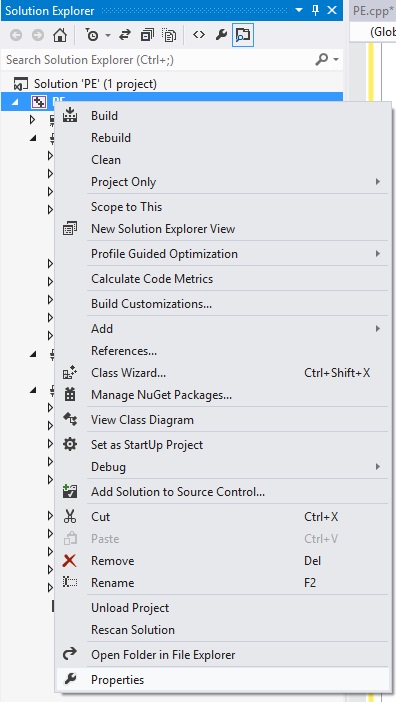 Solution Explorer
PE.cpp*
(Glob
Search Solution Explorer (Ctrl+;)
Solution 'PE' (1 project)
PE
Build
Rebuild
Clean
Project Only
Scope to This
New Solution Explorer View
Profile Guided Optimization
Calculate Code Metrics
Build Customizations...
Add
References...
Class Wizard... Ctrl+Shift+X
Manage NuGet Packages...
View Class Diagram
Set as StartUp Project
Debug
Add Solution to Source Control...
Cut Ctrl+X
Paste Ctrl+V
Remove Del
Rename F2
Unload Project
Rescan Solution
Open Folder in File Explorer
Properties